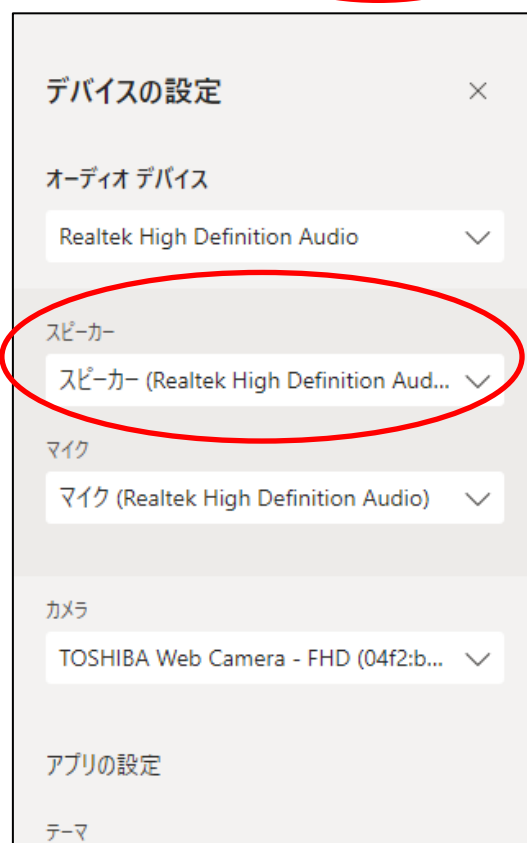 デバイスの設定
オーディオ デバイス
Realtek High Definition Audio
スピーカー
スピーカー (Realtek High Definition Aud...
マイク
マイク (Realtek High Definition Audio)
カメラ
TOSHIBA Web Camera - FHD (04f2:b...
アプリの設定
テーマ